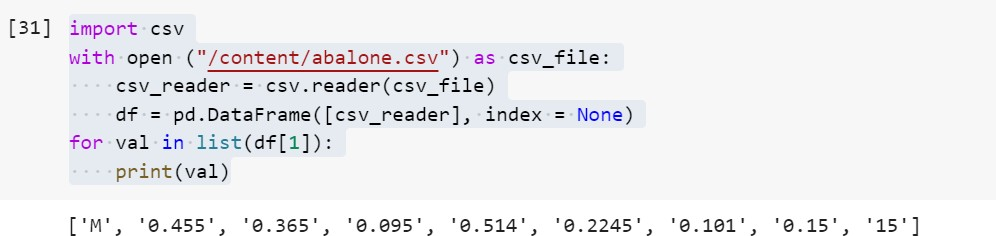 [31] import csv
with open ("/content/abalone.csv") as csv_file:
    csv_reader = csv.reader(csv_file)
    df = pd.DataFrame([csv_reader], index = None)
for val in list(df[1]):
    print(val)
['M', '0.455', '0.365', '0.095', '0.514', '0.2245', '0.101', '0.15', '15']